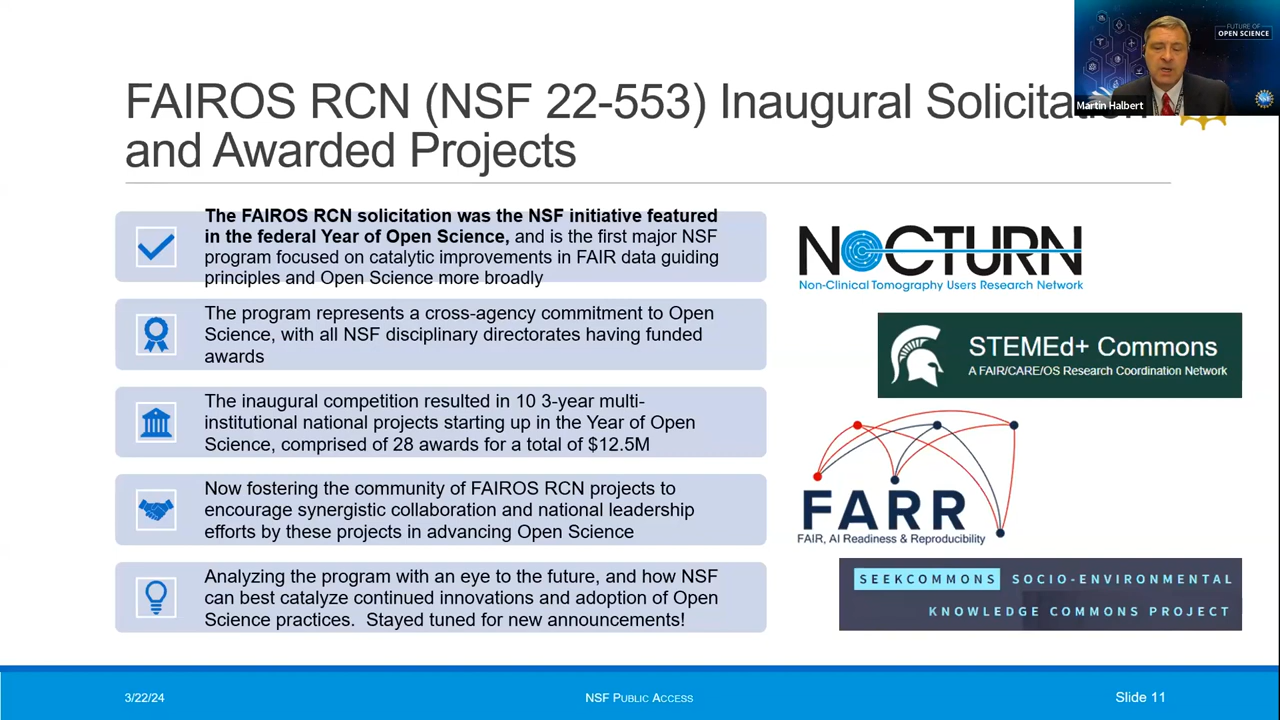 FUTURE OF
OPEN SCIENCE
Martin Halbert
FAIROS RCN (NSF 22-553) Inaugural Solicitation
and Awarded Projects
The FAIROS RCN solicitation was the NSF initiative featured
in the federal Year of Open Science, and is the first major NSF
program focused on catalytic improvements in FAIR data guiding
principles and Open Science more broadly
The program represents a cross-agency commitment to Open
Science, with all NSF disciplinary directorates having funded
awards
The inaugural competition resulted in 10 3-year multi-
institutional national projects starting up in the Year of Open
Science, comprised of 28 awards for a total of $12.5M
Now fostering the community of FAIROS RCN projects to
encourage synergistic collaboration and national leadership
efforts by these projects in advancing Open Science
Analyzing the program with an eye to the future, and how NSF
can best catalyze continued innovations and adoption of Open
Science practices.  Stayed tuned for new announcements!
NOCTURN
Non-Clinical Tomography Users Research Network
STEMEd+ Commons
A FAIR/CARE/OS Research Coordination Network
FARR
FAIR, AI Readiness & Reproducibility
SEEKCOMMONS SOCIO-ENVIRONMENTAL
KNOWLEDGE COMMONS PROJECT
3/22/24
NSF PUBLIC ACCESS
Slide 11